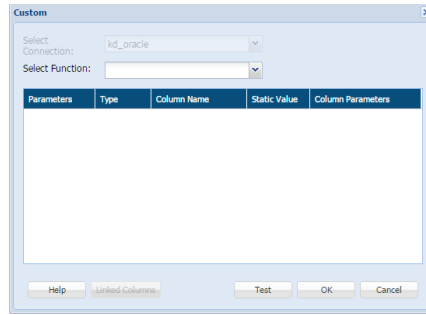 Custom
Select
Connection:
kd_oracle
Select Function:
Parameters Type Column Name Static Value Column Parameters
Help Linked Columns Test OK Cancel